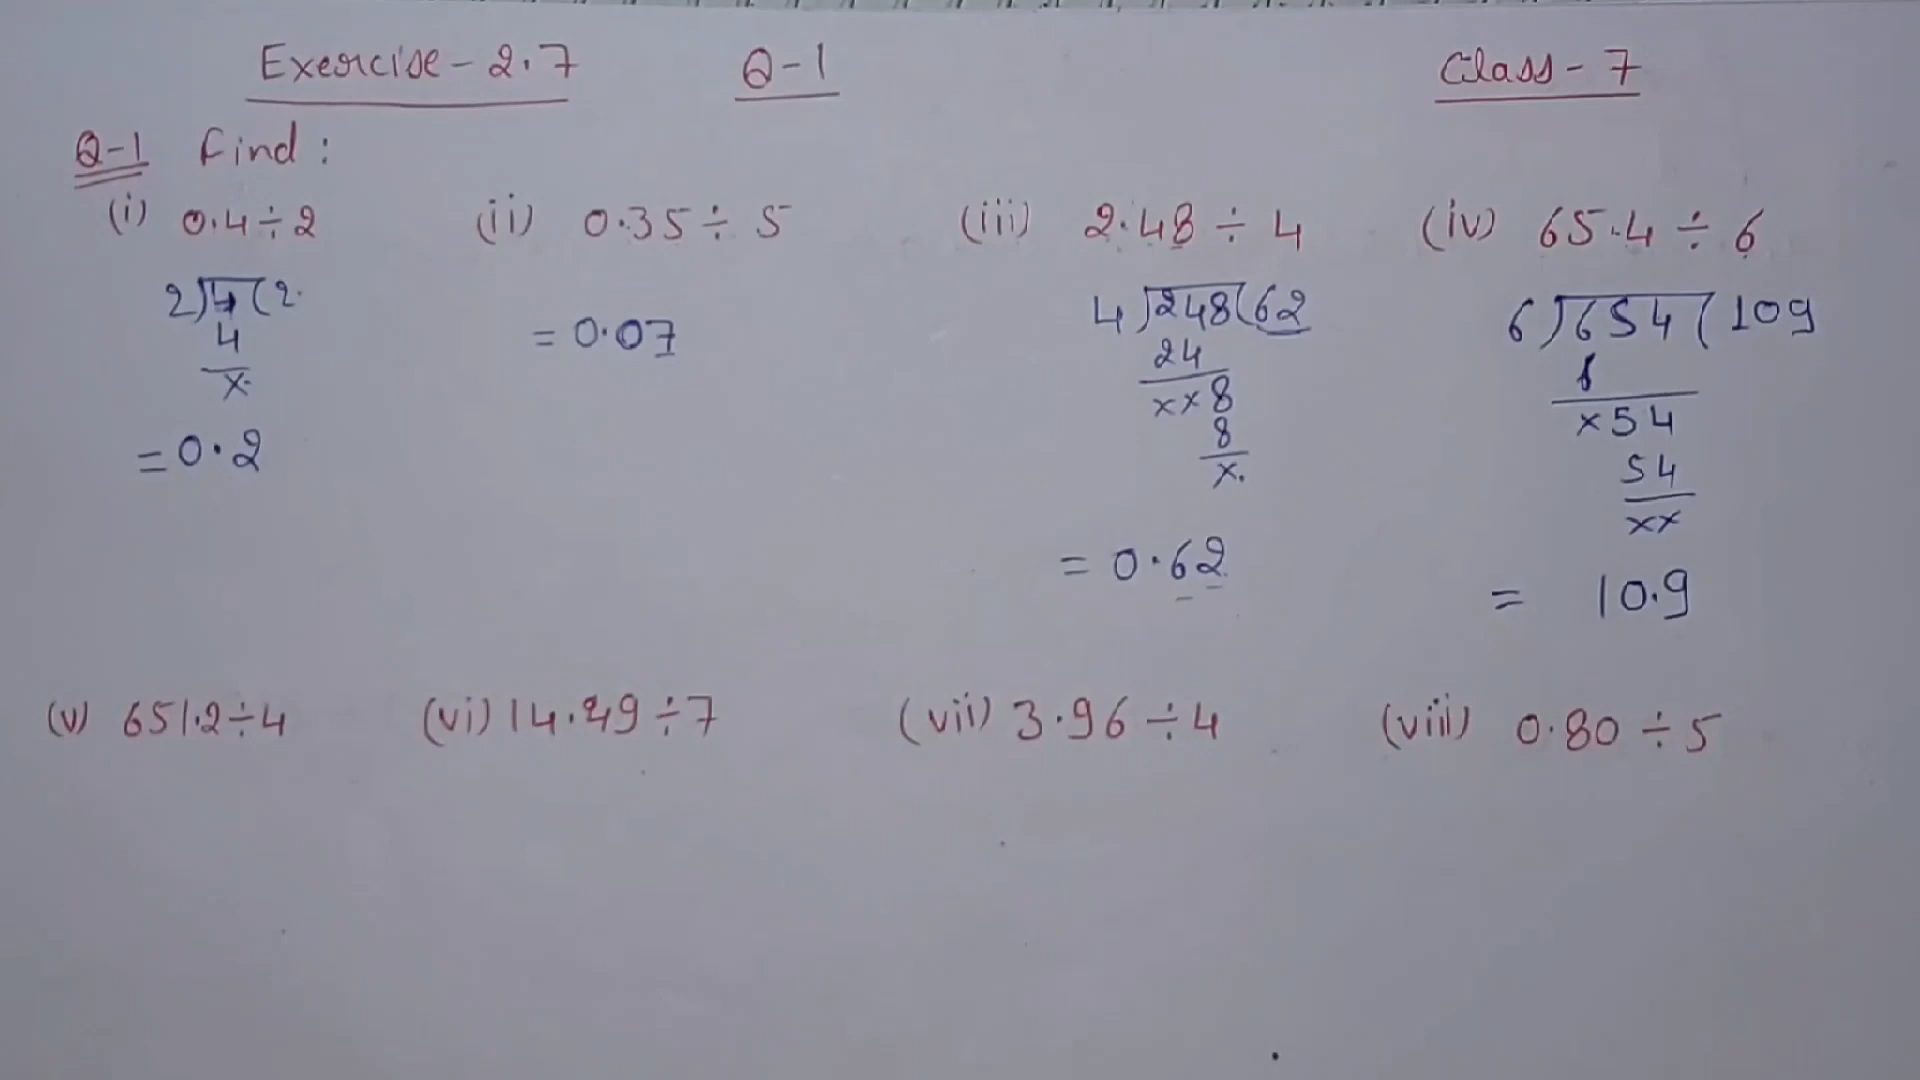 Exercise-2.7 Q-1 Class-7
Q-1 Find :
(i) 0.4÷2 (ii) 0.35÷5 (iii) 2.48÷4 (iv) 65.4÷6
2)4(2.
4
x.
=0.2
=0.07
4)248(62
24
xx8
8
x.
=0.62
6)654(109
6
x54
54
xx
= 10.9
(v) 651.2÷4 (vi) 14.49÷7 (vii) 3.96÷4 (viii) 0.80÷5